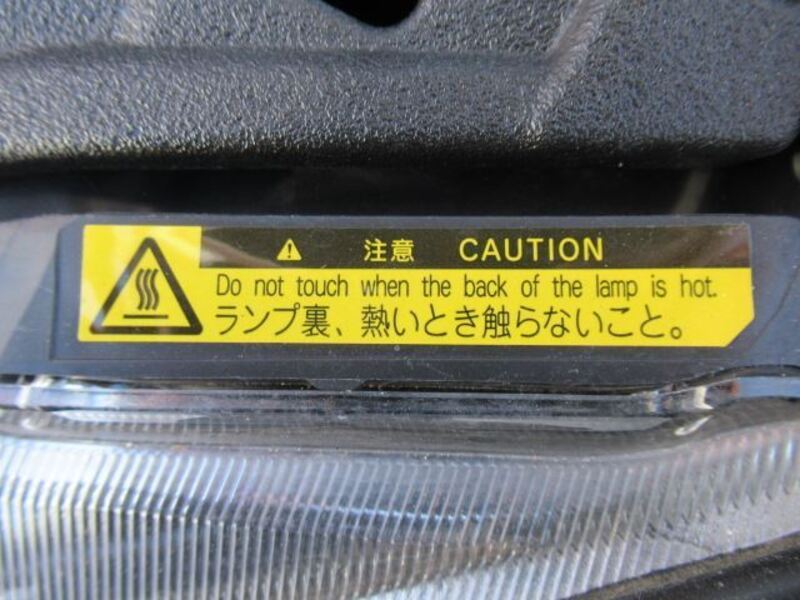 ⚠ 注意 CAUTION
Do not touch when the back of the lamp is hot.
ランプ裏、熱いとき触らないこと。